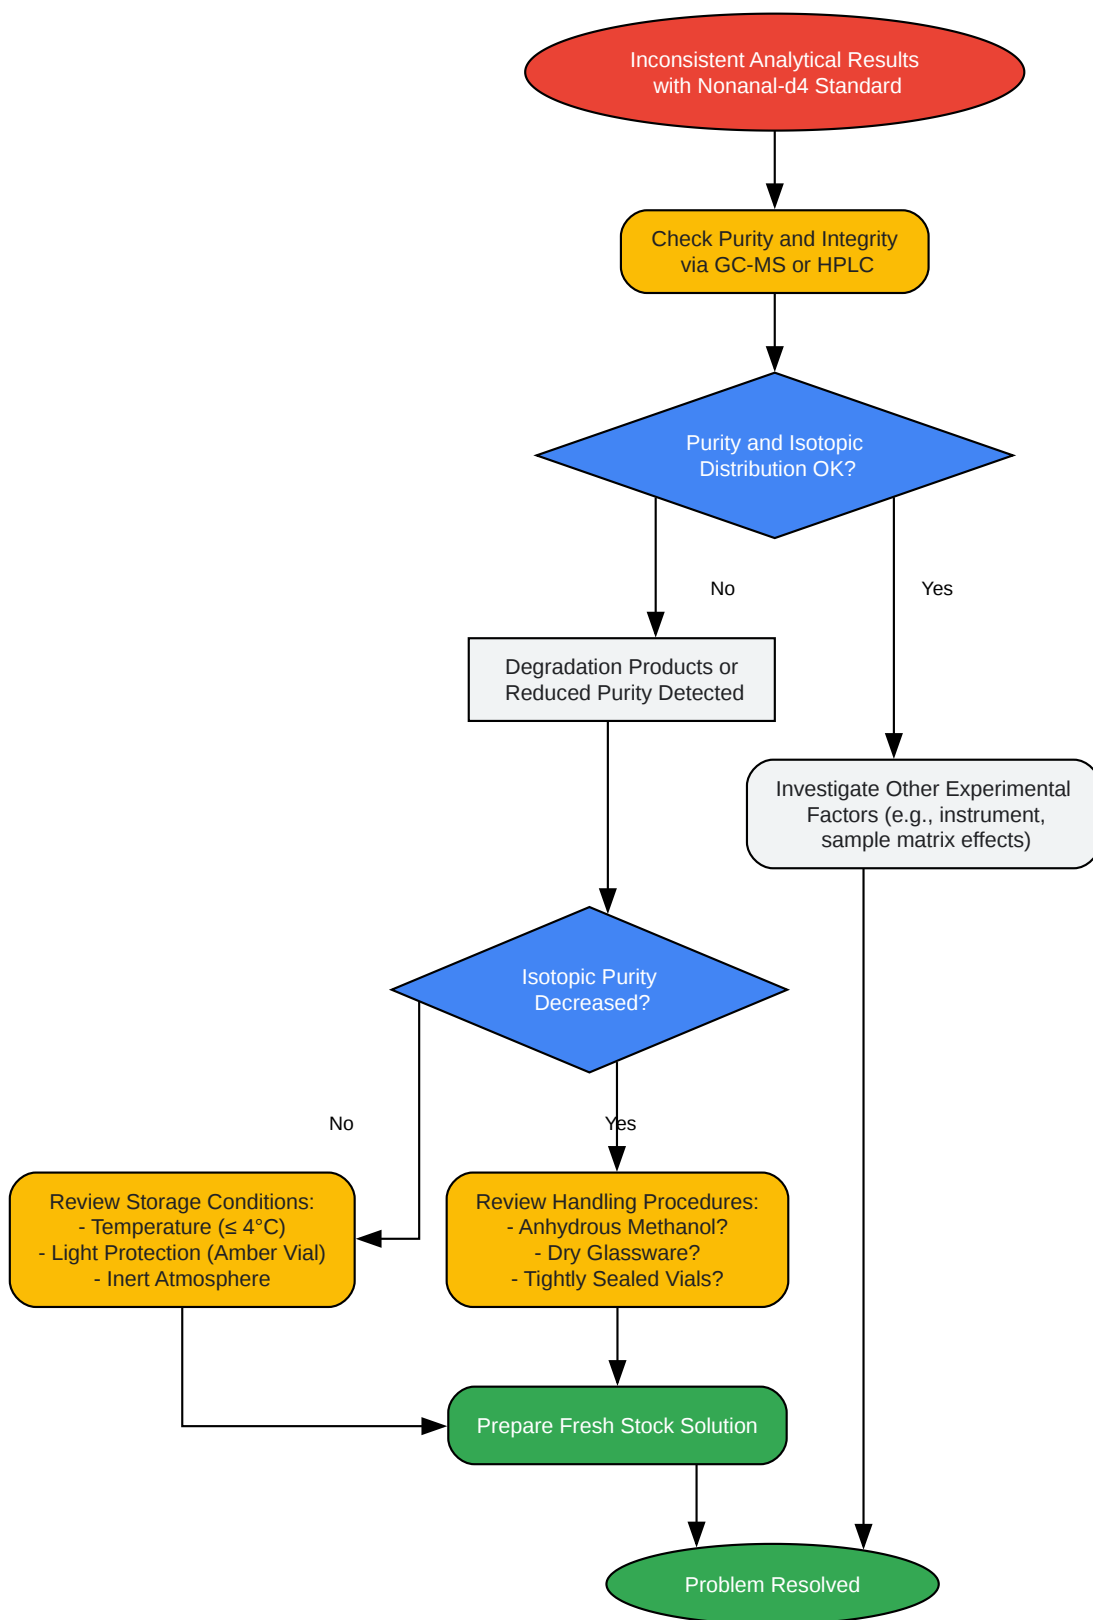 Inconsistent Analytical Results
with Nonanal-d4 Standard
Check Purity and Integrity
via GC-MS or HPLC
Purity and Isotopic
Distribution OK?
No
Yes
Degradation Products or
Reduced Purity Detected
Investigate Other Experimental
Factors (e.g., instrument,
sample matrix effects)
Isotopic Purity
Decreased?
No
Yes
Review Storage Conditions:
- Temperature (≤ 4°C)
- Light Protection (Amber Vial)
- Inert Atmosphere
Review Handling Procedures:
- Anhydrous Methanol?
- Dry Glassware?
- Tightly Sealed Vials?
Prepare Fresh Stock Solution
Problem Resolved